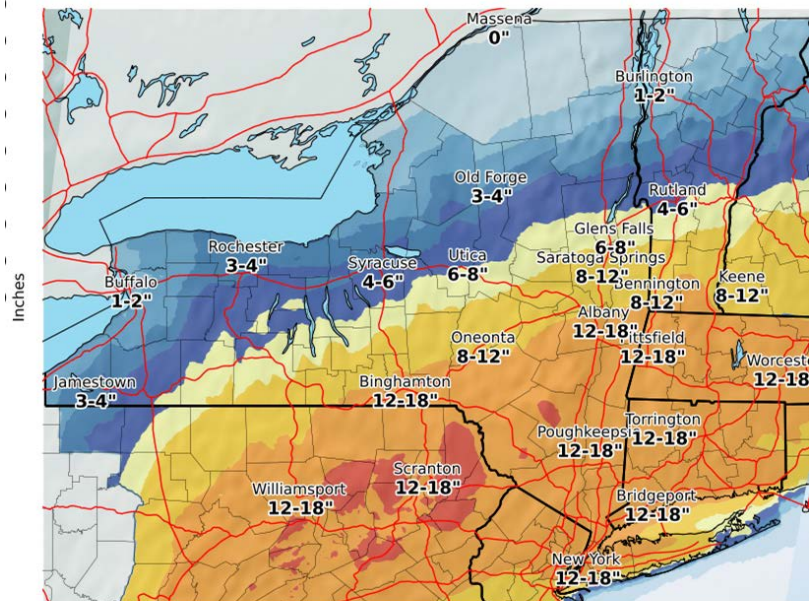 Massena
0"
Burlington
1-2"
Old Forge
3-4"
Rutland
4-6"
Glens Falls
6-8"
Rochester
3-4"
Syracuse
4-6"
Utica
6-8"
Saratoga Springs
8-12"
Buffalo
1-2"
Bennington
8-12"
Keene
8-12"
Inches
Albany
12-18"
Oneonta
8-12"
Pittsfield
12-18"
Worceste
12-18
Jamestown
3-4"
Binghamton
12-18"
Torrington
12-18"
Poughkeepsi
12-18"
Scranton
12-18"
Williamsport
12-18"
Bridgeport
12-18"
New York
12-18"